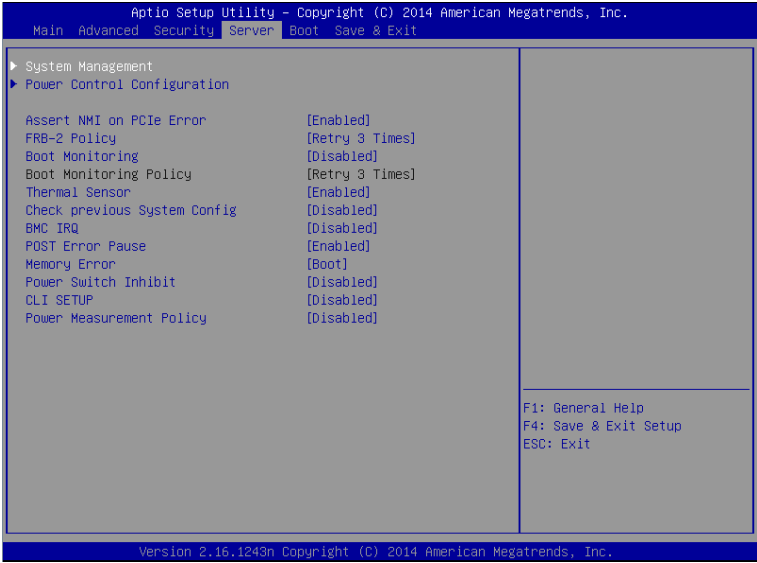 Aptio Setup Utility – Copyright (C) 2014 American Megatrends, Inc.
Main Advanced Security Server Boot Save & Exit
System Management
Power Control Configuration
Assert NMI on PCIe Error [Enabled]
FRB-2 Policy [Retry 3 Times]
Boot Monitoring [Disabled]
Boot Monitoring Policy [Retry 3 Times]
Thermal Sensor [Enabled]
Check previous System Config [Disabled]
BMC IRQ [Disabled]
POST Error Pause [Enabled]
Memory Error [Boot]
Power Switch Inhibit [Disabled]
CLI SETUP [Disabled]
Power Measurement Policy [Disabled]
F1: General Help
F4: Save & Exit Setup
ESC: Exit
Version 2.16.1243n Copyright (C) 2014 American Megatrends, Inc.